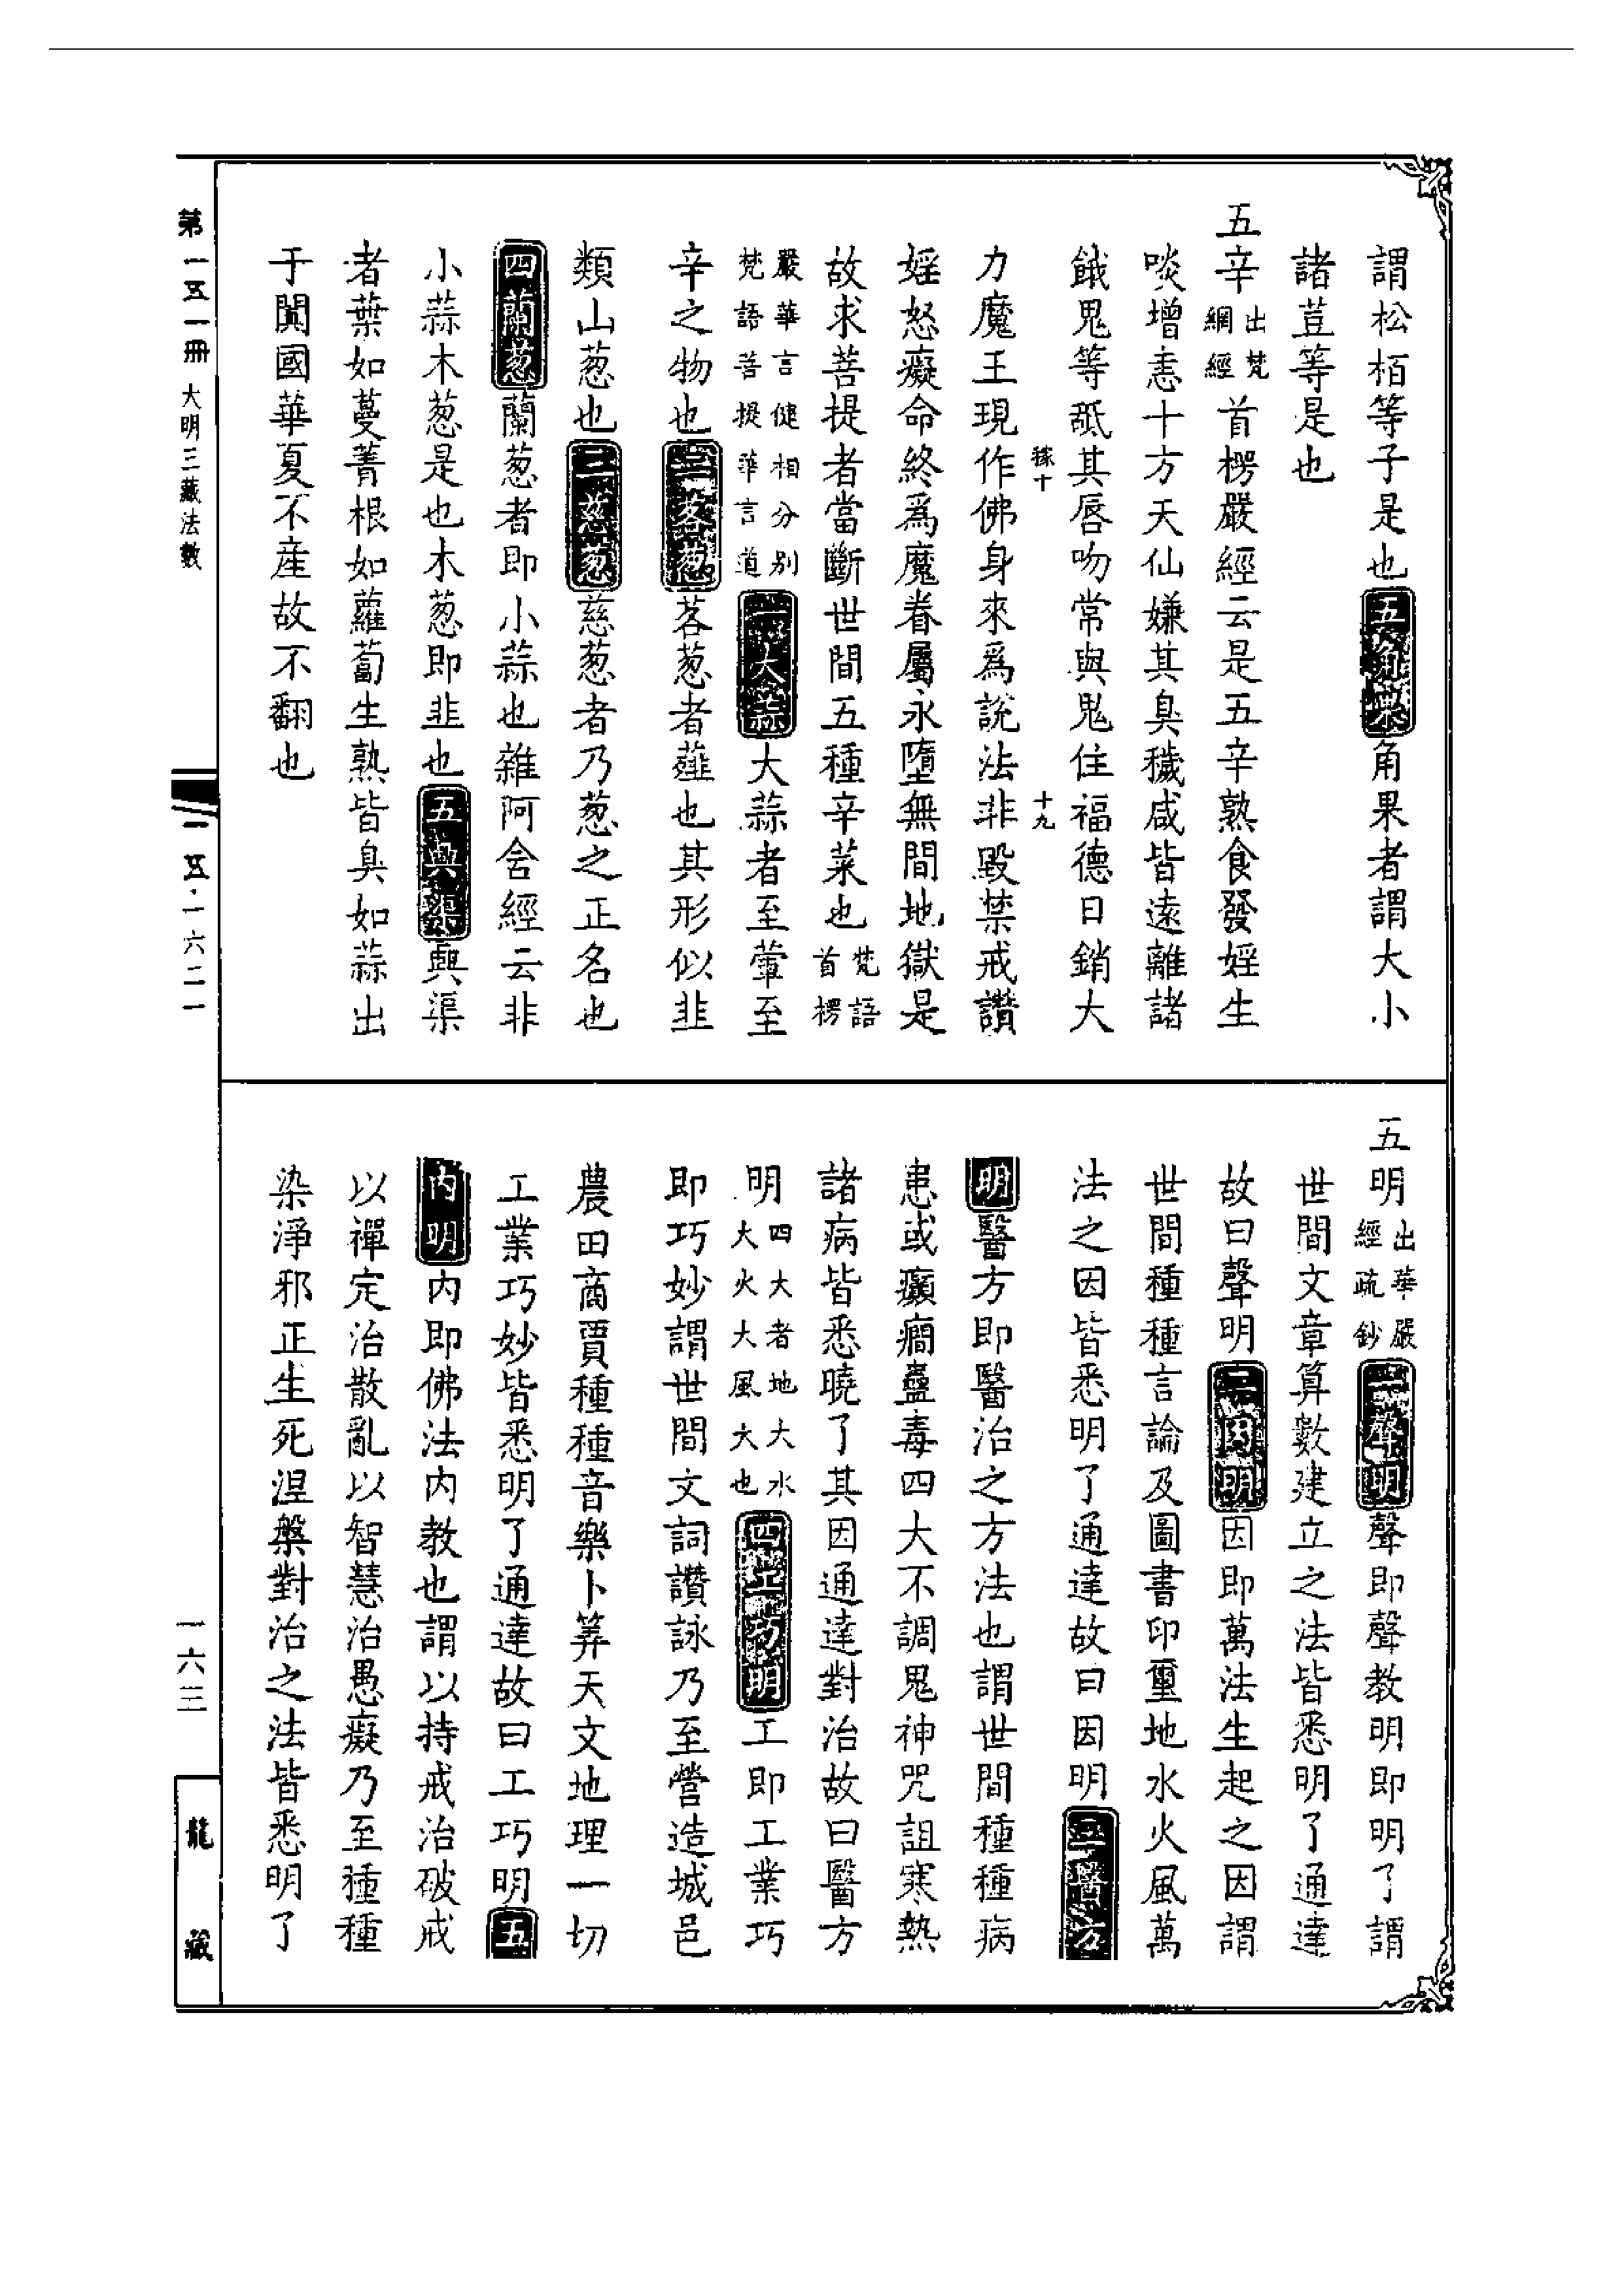 謂松栢等子是也五角果角果者謂大小
諸荳等是也
五辛出梵網經首楞嚴經云是五辛熟食發婬生
啖增恚十方天仙嫌其臭穢咸皆遠離諸
餓鬼等舐其唇吻常與鬼住福德日銷大
稼十 十九
力魔王現作佛身來爲說法非毀禁戒讚
婬怒癡命終爲魔眷屬永墮無間地獄是
故求菩提者當斷世間五種辛菜也梵語首楞
嚴華言健相分別梵語菩提華言道一大蒜大蒜者至葷至
辛之物也二茖葱茖葱者薤也其形似韭
類山葱也三慈葱慈葱者乃葱之正名也
四蘭葱蘭葱者即小蒜也雜阿含經云非
小蒜木葱是也木葱即韭也五興渠興渠
者葉如蔓菁根如蘿蔔生熟皆臭如蒜出
于闐國華夏不產故不翻也
五明出華嚴經疏鈔一聲明聲即聲教明即明了謂
世間文章算數建立之法皆悉明了通達
故曰聲明二因明因即萬法生起之因謂
世間種種言論及圖書印璽地水火風萬
法之因皆悉明了通達故曰因明三醫方
明醫方即醫治之方法也謂世間種種病
患或癲癎蠱毒四大不調鬼神咒詛寒熱
諸病皆悉曉了其因通達對治故曰醫方
明四大者地大水大火大風大也四工巧明工即工業巧
即巧妙謂世間文詞讚詠乃至營造城邑
農田商賈種種音樂卜筭天文地理一切
工業巧妙皆悉明了通達故曰工巧明五
內明内即佛法内教也謂以持戒治破戒
以禪定治散亂以智慧治愚癡乃至種種
染淨邪正生死涅槃對治之法皆悉明了
第一五一冊 大明三藏法數
一五·一六二一
一六三
龍藏